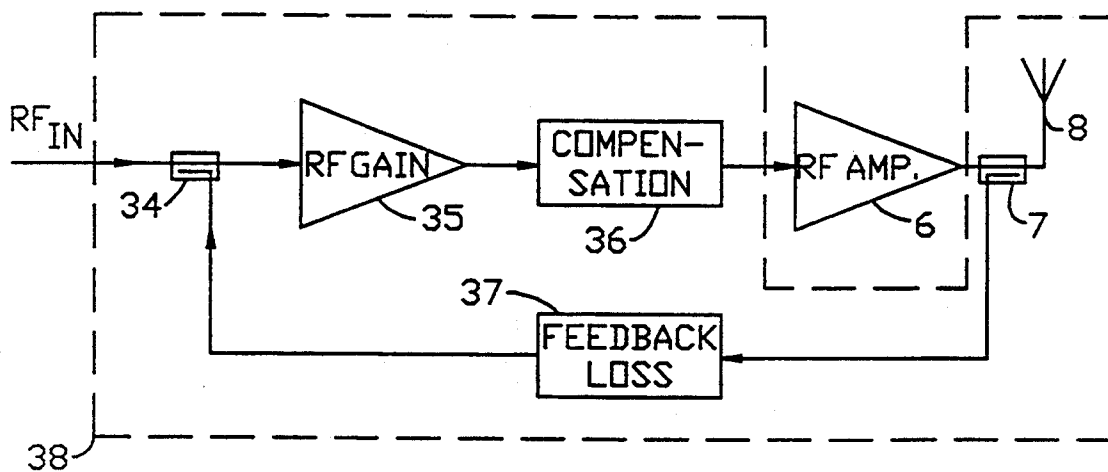 RF IN
34
RF GAIN
35
COMPEN-
SATION
36
RF AMP.
6
7
8
37
FEEDBACK
LOSS
38